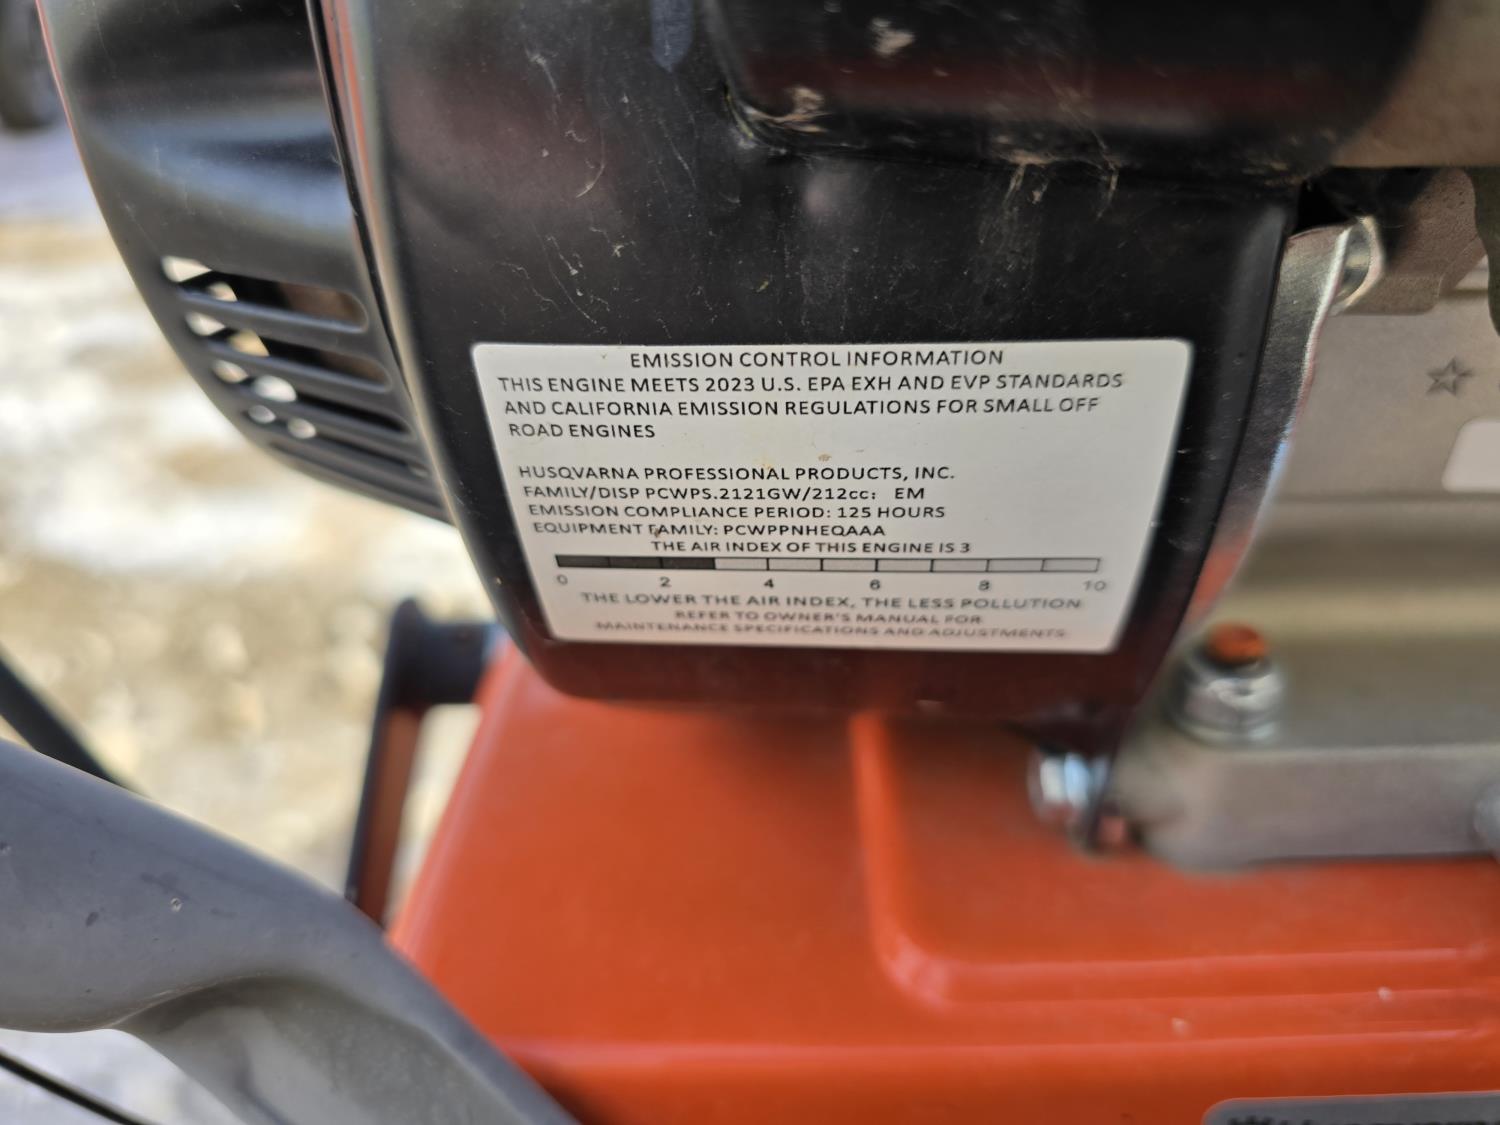 EMISSION CONTROL INFORMATION
THIS ENGINE MEETS 2023 U.S. EPA EXH AND EVP STANDARDS
AND CALIFORNIA EMISSION REGULATIONS FOR SMALL OFF
ROAD ENGINES
HUSQVARNA PROFESSIONAL PRODUCTS, INC.
FAMILY/DISP PCWPS.2121GW/212cc: EM
EMISSION COMPLIANCE PERIOD: 125 HOURS
EQUIPMENT FAMILY: PCWPPNHEQAAA
THE AIR INDEX OF THIS ENGINE IS 3
0 2 4 6 8 10
THE LOWER THE AIR INDEX, THE LESS POLLUTION
REFER TO OWNER'S MANUAL FOR
MAINTENANCE SPECIFICATIONS AND ADJUSTMENTS